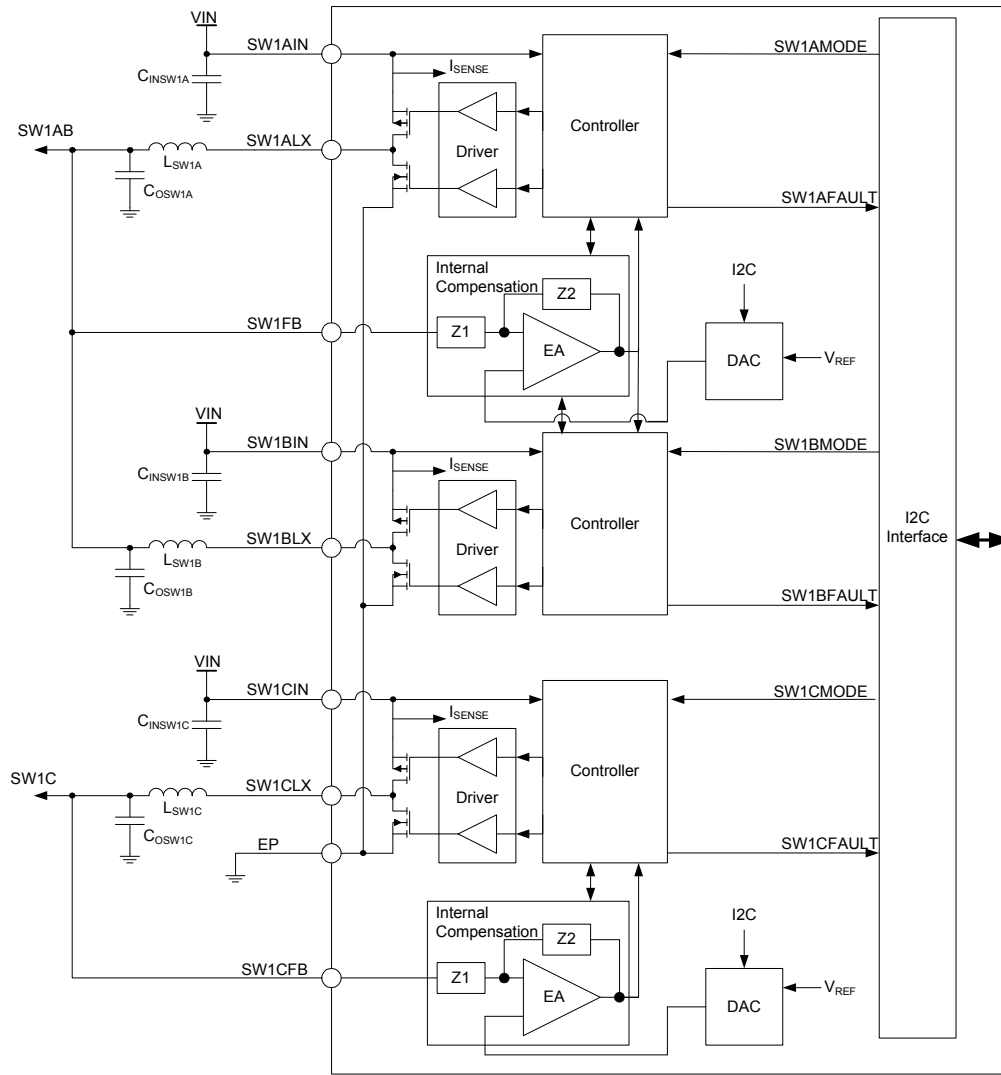 VIN
SW1AIN
SW1AMODE
CINSW1A
ISENSE
Controller
SW1AB
SW1ALX
Driver
LSW1A
COSW1A
SW1AFAULT
Internal
Compensation
Z2
I2C
SW1FB
Z1
EA
DAC
VREF
VIN
SW1BIN
SW1BMODE
CINSW1B
ISENSE
Controller
I2C
Interface
SW1BLX
Driver
LSW1B
COSW1B
SW1BFAULT
VIN
SW1CIN
SW1CMODE
CINSW1C
ISENSE
Controller
SW1C
SW1CLX
Driver
LSW1C
COSW1C
EP
SW1CFAULT
Internal
Compensation
Z2
I2C
SW1CFB
Z1
EA
DAC
VREF